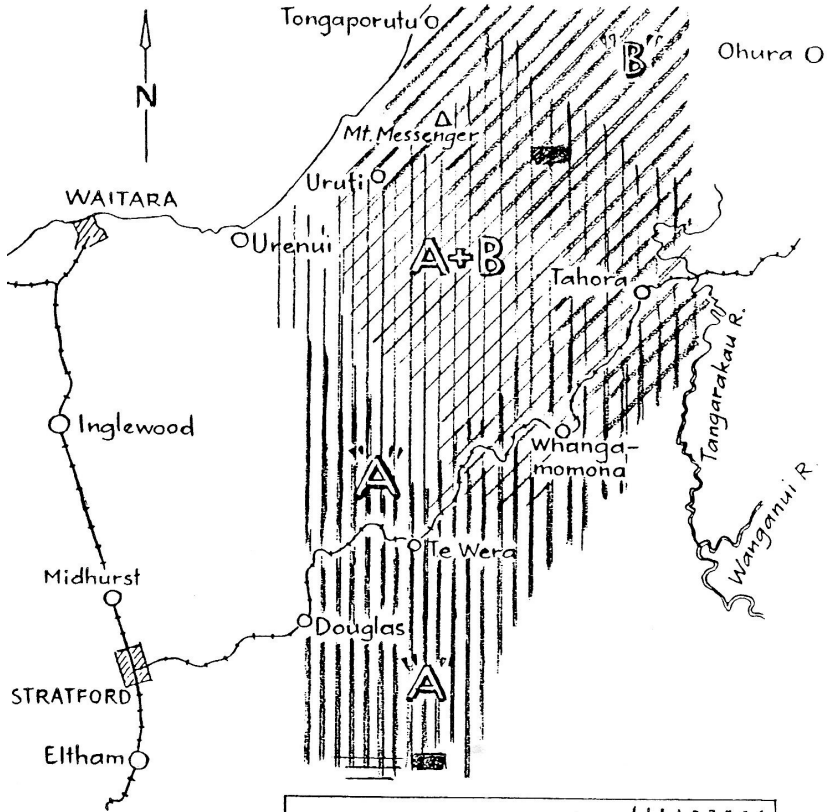 Tongaporutu
"B"
Ohura
N
Mt. Messenger
Uruti
WAITARA
Urenui
A+B
Tahora
Tangarakau R.
Inglewood
Whanga-
momona
"A"
Wanganui R.
Te Wera
Midhurst
Douglas
STRATFORD
"A"
Eltham